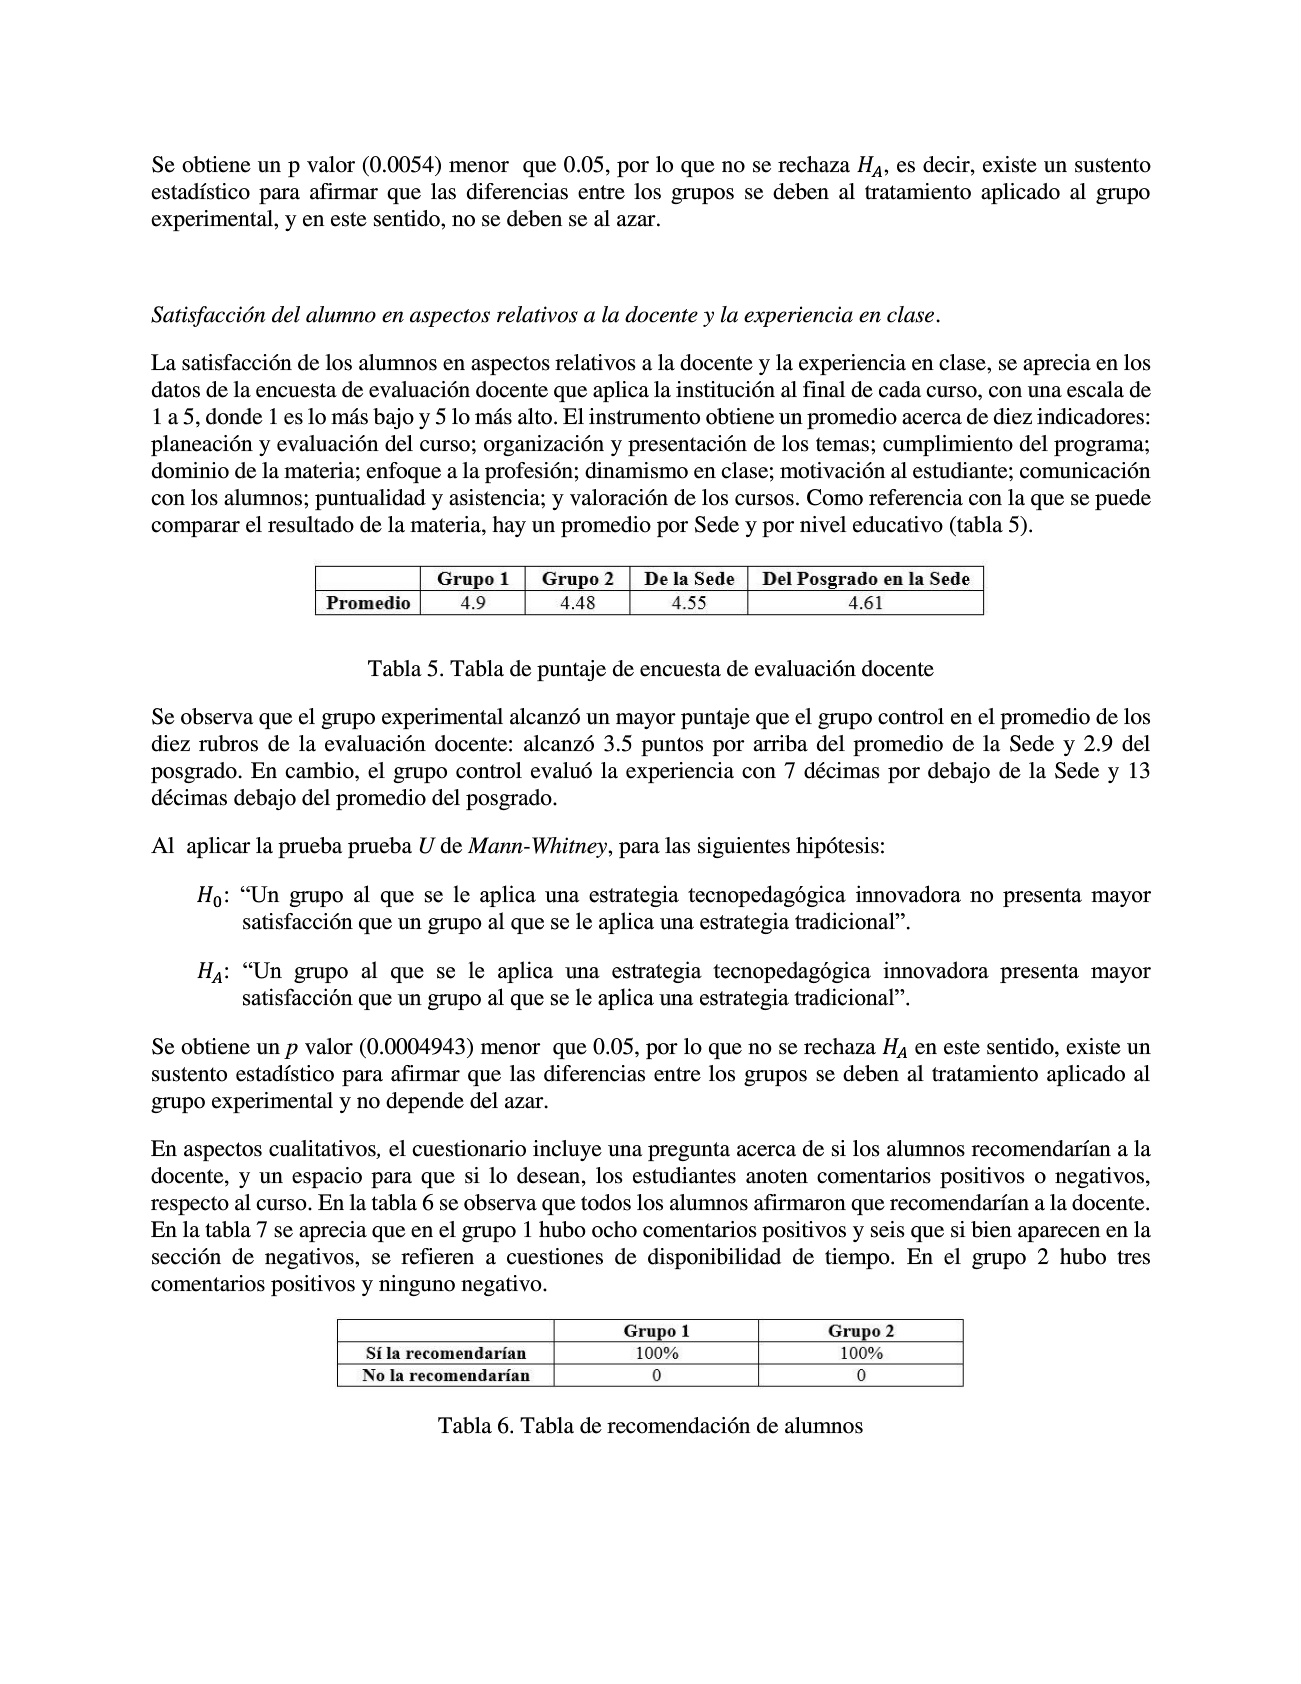 Se obtiene un p valor (0.0054) menor  que 0.05, por lo que no se rechaza H_A, es decir, existe un sustento
estadístico para afirmar que las diferencias entre los grupos se deben al tratamiento aplicado al grupo
experimental, y en este sentido, no se deben se al azar.
Satisfacción del alumno en aspectos relativos a la docente y la experiencia en clase.
La satisfacción de los alumnos en aspectos relativos a la docente y la experiencia en clase, se aprecia en los
datos de la encuesta de evaluación docente que aplica la institución al final de cada curso, con una escala de
1 a 5, donde 1 es lo más bajo y 5 lo más alto. El instrumento obtiene un promedio acerca de diez indicadores:
planeación y evaluación del curso; organización y presentación de los temas; cumplimiento del programa;
dominio de la materia; enfoque a la profesión; dinamismo en clase; motivación al estudiante; comunicación
con los alumnos; puntualidad y asistencia; y valoración de los cursos. Como referencia con la que se puede
comparar el resultado de la materia, hay un promedio por Sede y por nivel educativo (tabla 5).
Grupo 1 Grupo 2 De la Sede Del Posgrado en la Sede
Promedio 4.9 4.48 4.55 4.61
Tabla 5. Tabla de puntaje de encuesta de evaluación docente
Se observa que el grupo experimental alcanzó un mayor puntaje que el grupo control en el promedio de los
diez rubros de la evaluación docente: alcanzó 3.5 puntos por arriba del promedio de la Sede y 2.9 del
posgrado. En cambio, el grupo control evaluó la experiencia con 7 décimas por debajo de la Sede y 13
décimas debajo del promedio del posgrado.
Al  aplicar la prueba prueba U de Mann-Whitney, para las siguientes hipótesis:
H_0: “Un grupo al que se le aplica una estrategia tecnopedagógica innovadora no presenta mayor
satisfacción que un grupo al que se le aplica una estrategia tradicional”.
H_A: “Un grupo al que se le aplica una estrategia tecnopedagógica innovadora presenta mayor
satisfacción que un grupo al que se le aplica una estrategia tradicional”.
Se obtiene un p valor (0.0004943) menor  que 0.05, por lo que no se rechaza H_A en este sentido, existe un
sustento estadístico para afirmar que las diferencias entre los grupos se deben al tratamiento aplicado al
grupo experimental y no depende del azar.
En aspectos cualitativos, el cuestionario incluye una pregunta acerca de si los alumnos recomendarían a la
docente, y un espacio para que si lo desean, los estudiantes anoten comentarios positivos o negativos,
respecto al curso. En la tabla 6 se observa que todos los alumnos afirmaron que recomendarían a la docente.
En la tabla 7 se aprecia que en el grupo 1 hubo ocho comentarios positivos y seis que si bien aparecen en la
sección de negativos, se refieren a cuestiones de disponibilidad de tiempo. En el grupo 2 hubo tres
comentarios positivos y ninguno negativo.
Grupo 1 Grupo 2
Sí la recomendarían 100% 100%
No la recomendarían 0 0
Tabla 6. Tabla de recomendación de alumnos